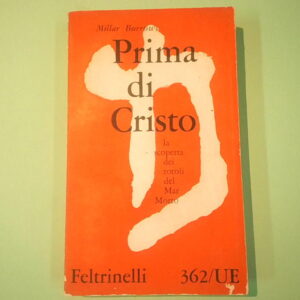 Millar Burrows
Prima
di
Cristo
la
scoperta
dei
rotoli
del
Mar
Morto
Feltrinelli 362/UE